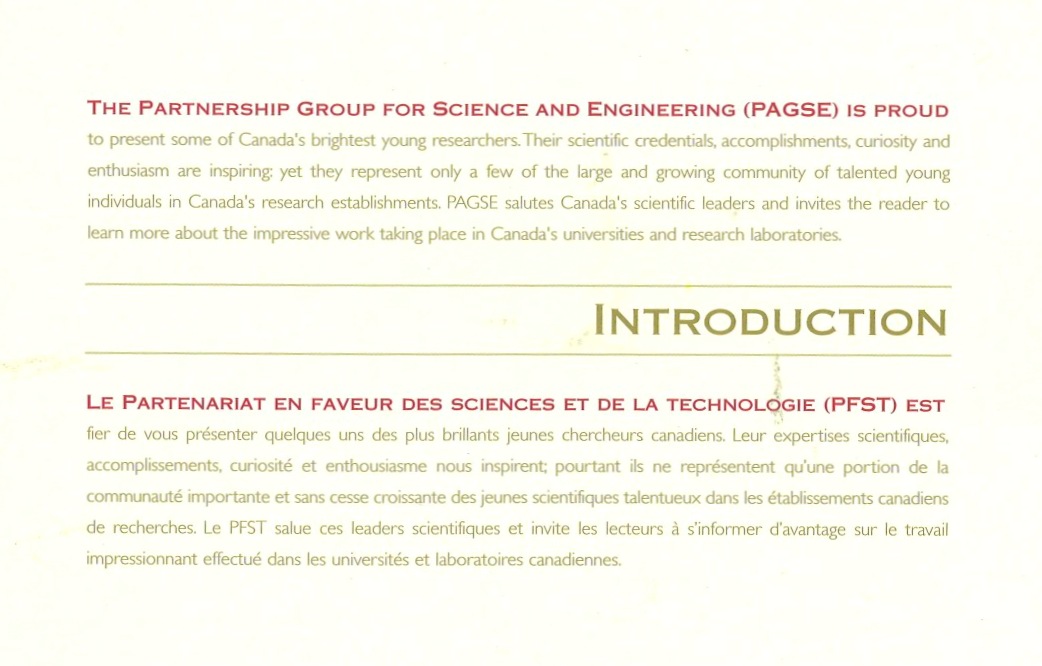 THE PARTNERSHIP GROUP FOR SCIENCE AND ENGINEERING (PAGSE) IS PROUD
to present some of Canada's brightest young researchers. Their scientific credentials, accomplishments, curiosity and
enthusiasm are inspiring: yet they represent only a few of the large and growing community of talented young
individuals in Canada's research establishments. PAGSE salutes Canada's scientific leaders and invites the reader to
learn more about the impressive work taking place in Canada's universities and research laboratories.
INTRODUCTION
LE PARTENARIAT EN FAVEUR DES SCIENCES ET DE LA TECHNOLOGIE (PFST) EST
fier de vous présenter quelques uns des plus brillants jeunes chercheurs canadiens. Leur expertises scientifiques,
accomplissements, curiosité et enthousiasme nous inspirent; pourtant ils ne représentent qu'une portion de la
communauté importante et sans cesse croissante des jeunes scientifiques talentueux dans les établissements canadiens
de recherches. Le PFST salue ces leaders scientifiques et invite les lecteurs à s'informer d'avantage sur le travail
impressionnant effectué dans les universités et laboratoires canadiennes.